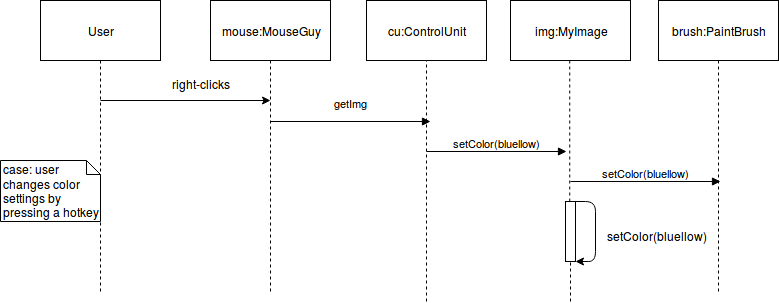 User
mouse:MouseGuy
cu:ControlUnit
img:MyImage
brush:PaintBrush
right-clicks
getImg
setColor(bluellow)
setColor(bluellow)
case: user
changes color
settings by
pressing a hotkey
setColor(bluellow)